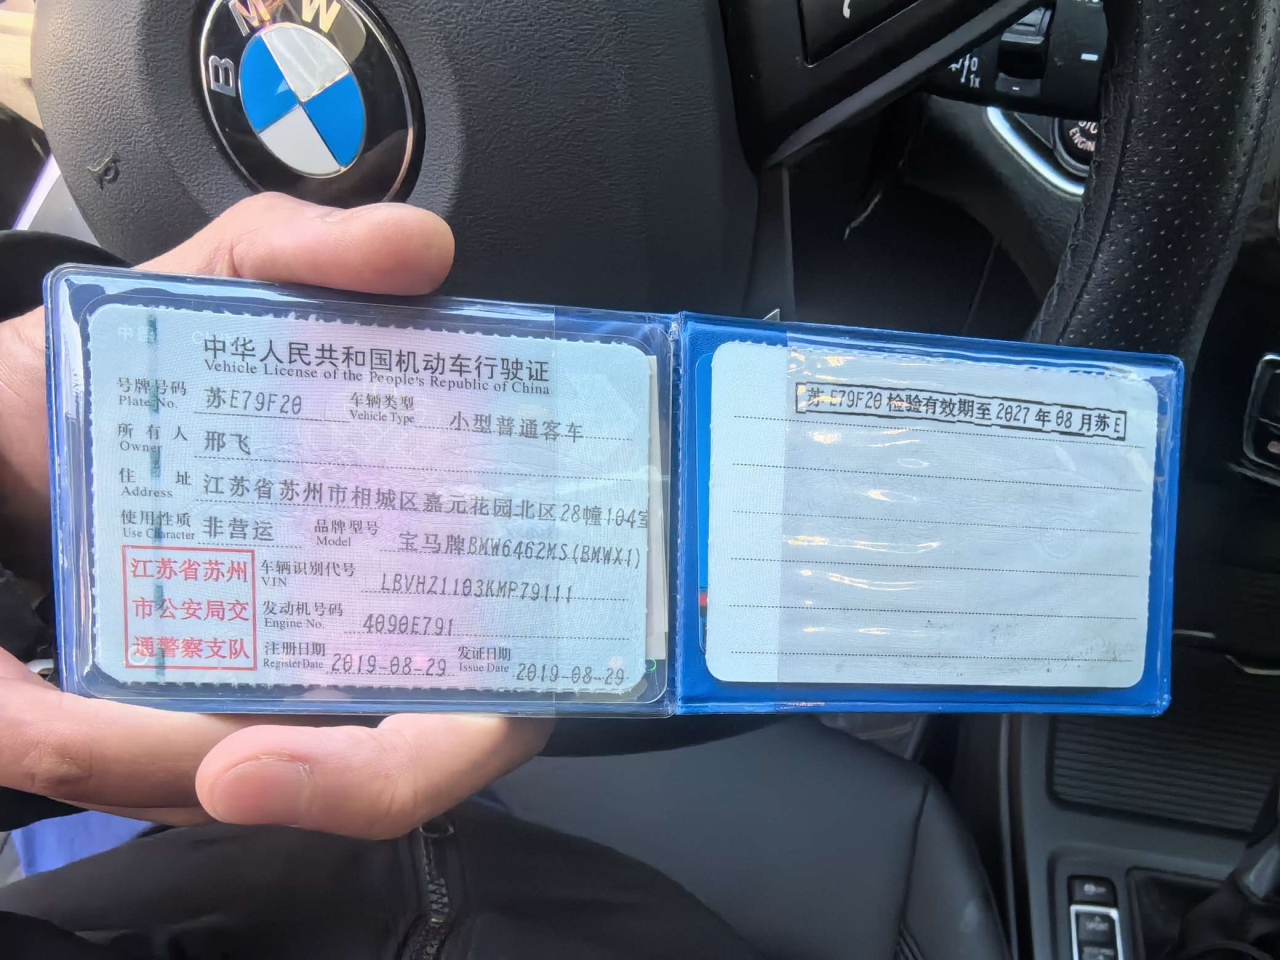 BMW
中华人民共和国机动车行驶证
Vehicle License of the People's Republic of China
号牌号码 苏E79F20 车辆类型 小型普通客车
Plate No. Vehicle Type
所有人 邢飞
Owner
住址 江苏省苏州市相城区嘉元花园北区28幢104室
Address
使用性质 非营运 品牌型号 宝马牌BMW6462MS(BMWX1)
Use Character Model
江苏省苏州
市公安局交
通警察支队
车辆识别代号 LBVHZ1103KMP79111
VIN
发动机号码 4090E791
Engine No.
注册日期 2019-08-29 发证日期 2019-08-29
Register Date Issue Date
苏E79F20检验有效期至2027年08月苏E